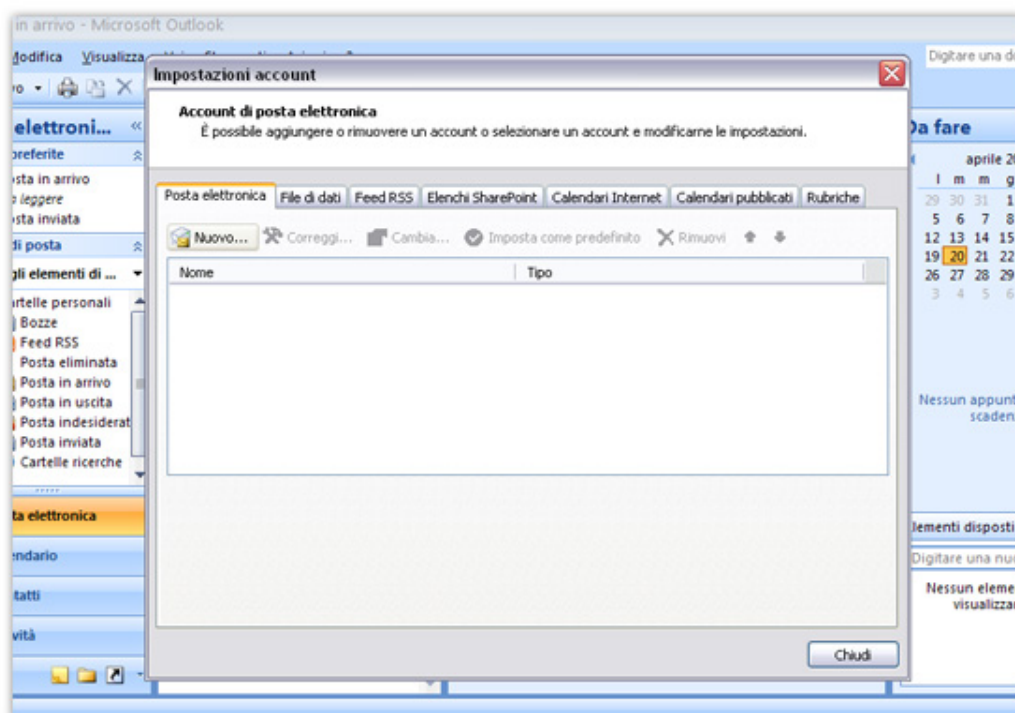 in arrivo - Microsoft Outlook
Modifica Visualizza
Digitare una
Impostazioni account
Account di posta elettronica
È possibile aggiungere o rimuovere un account o selezionare un account e modificarne le impostazioni.
Posta elettronica File di dati Feed RSS Elenchi SharePoint Calendari Internet Calendari pubblicati Rubriche
Nuovo... Correggi... Cambia... Imposta come predefinito Rimuovi
Nome Tipo
Chiudi
elettroni... «
preferite
sta in arrivo
leggere
sta inviata
di posta
gli elementi di ...
rtelle personali
Bozze
Feed RSS
Posta eliminata
Posta in arrivo
Posta in uscita
Posta indesiderat
Posta inviata
Cartelle ricerche
ta elettronica
endario
tatti
vità
Da fare
aprile 20
l m m g
29 30 31 1
5 6 7 8
12 13 14 15
19 20 21 22
26 27 28 29
3 4 5 6
Nessun appunt
scaden
lementi disposti
Digitare una nu
Nessun eleme
visualizza